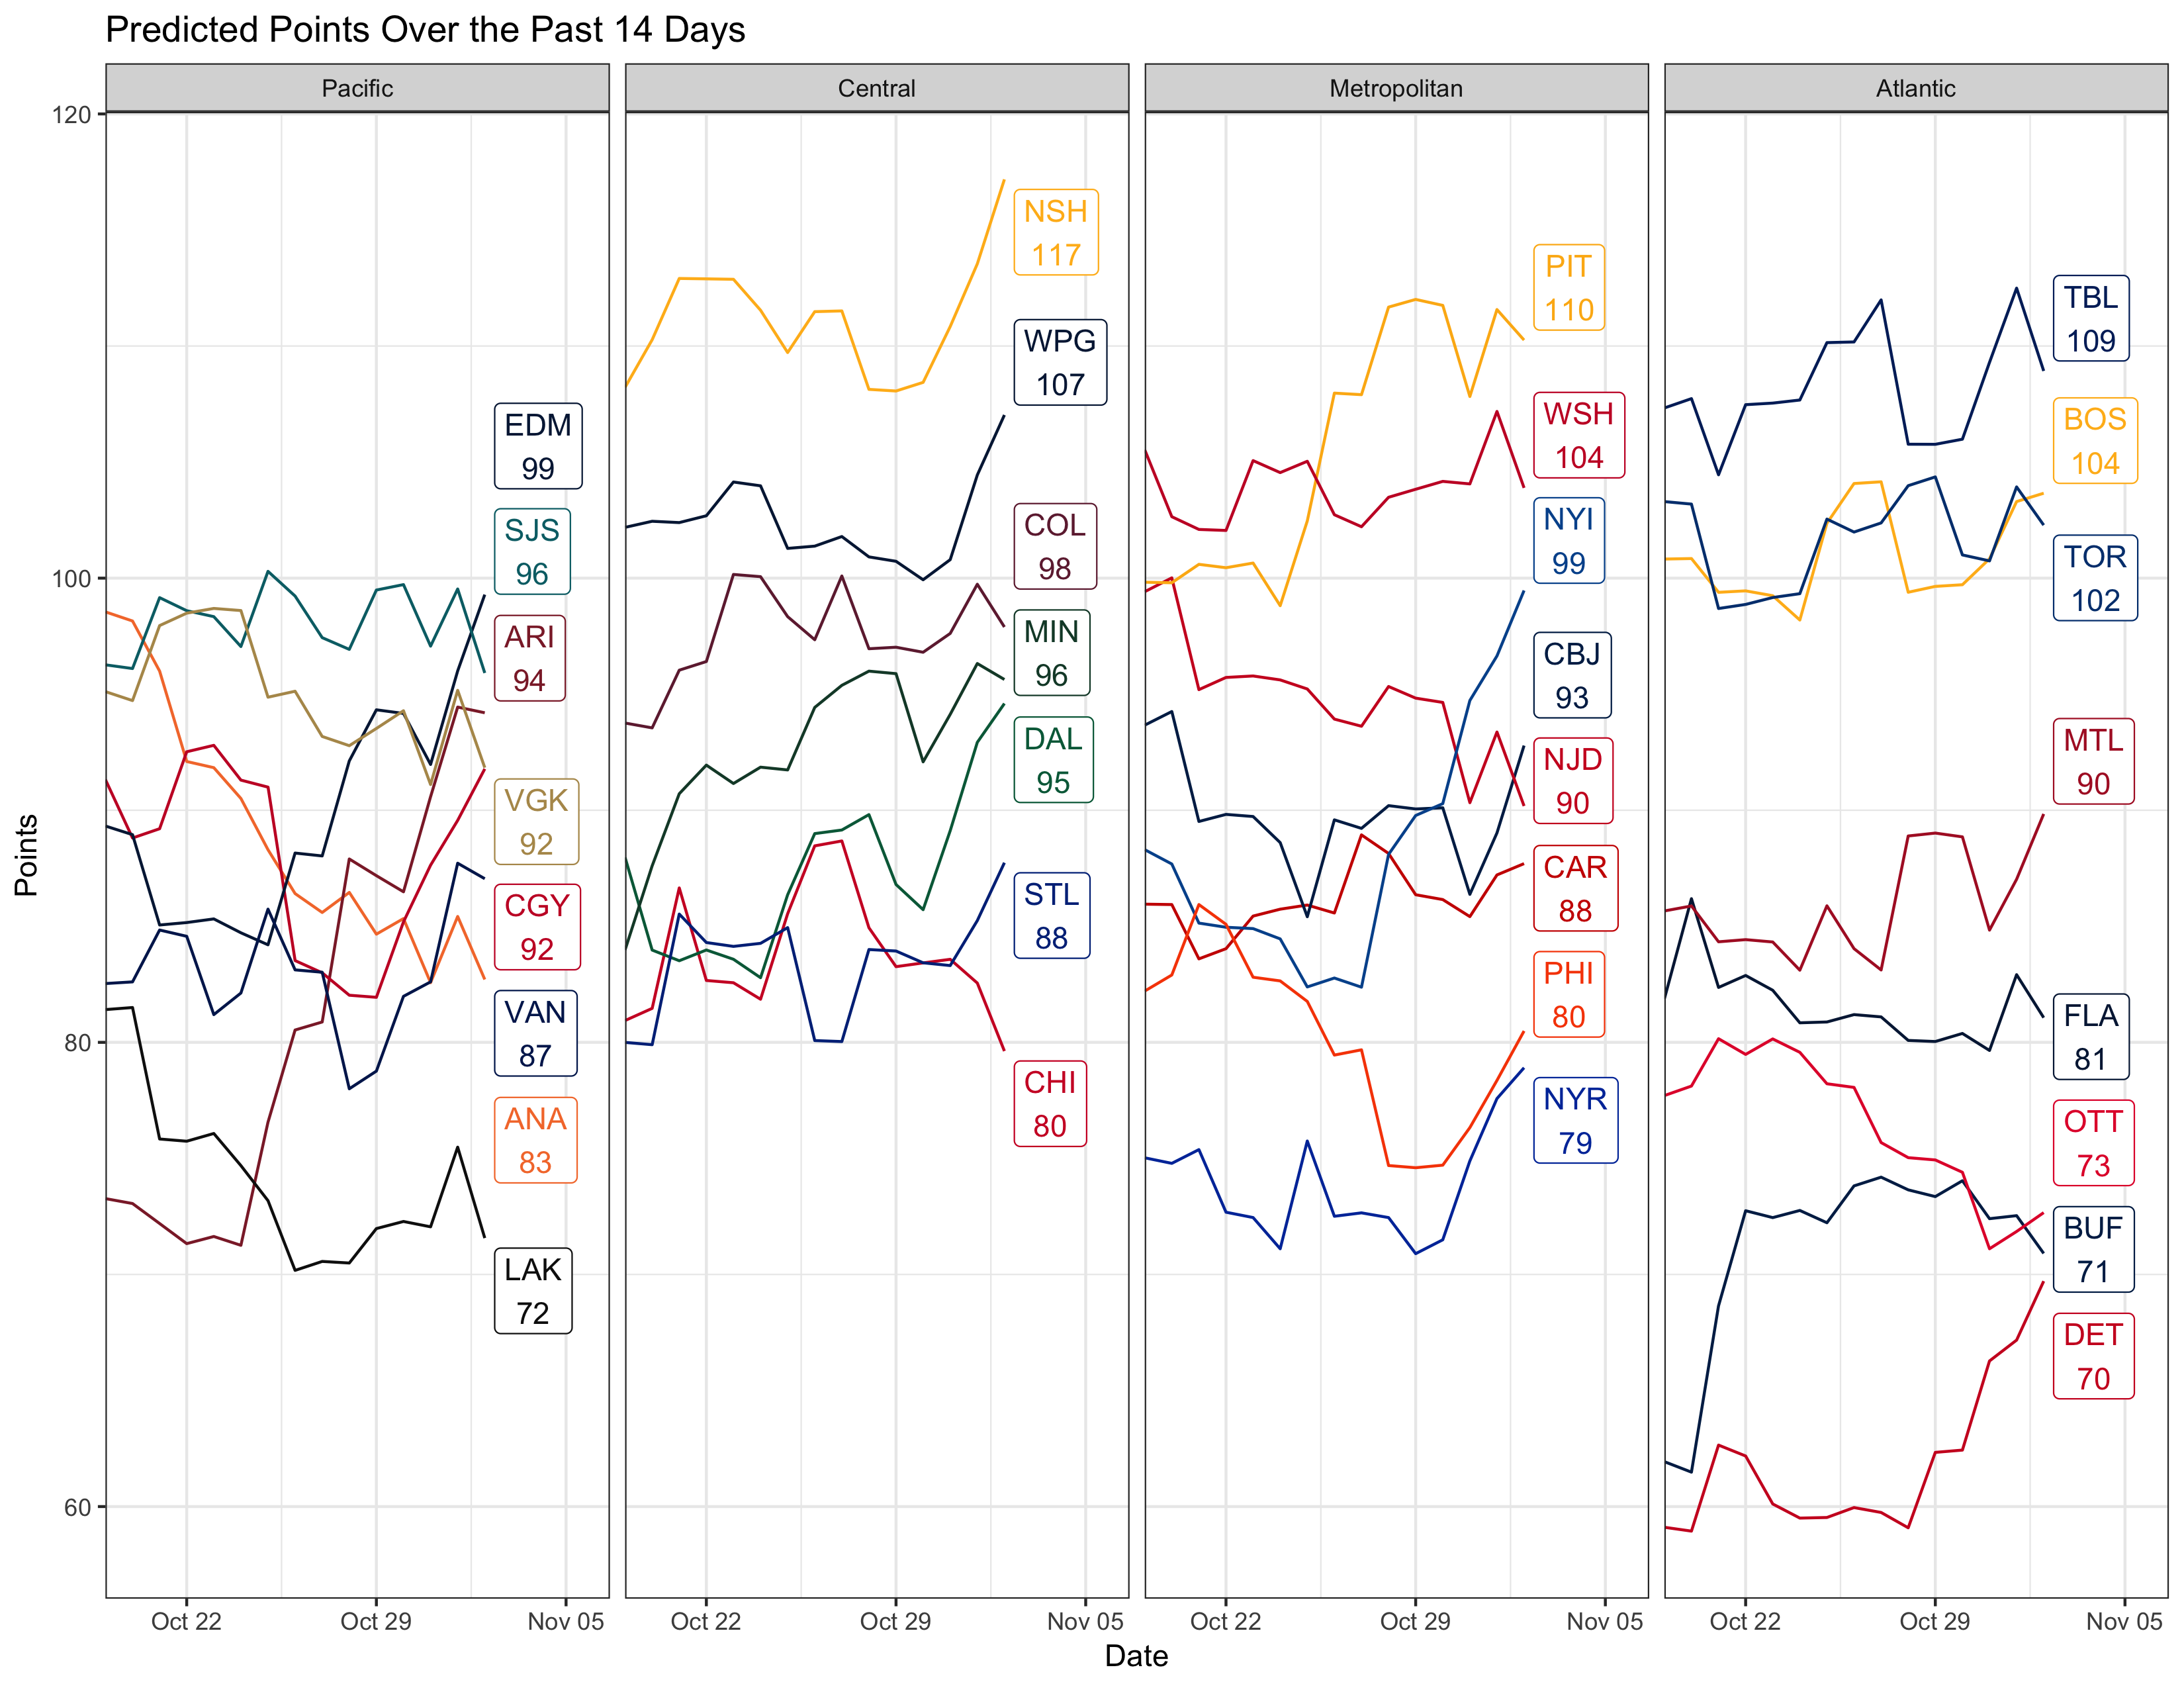 Predicted Points Over the Past 14 Days
Pacific
Central
Metropolitan
Atlantic
Points
120
100
80
60
EDM
99
SJS
96
ARI
94
VGK
92
CGY
92
VAN
87
ANA
83
LAK
72
NSH
117
WPG
107
COL
98
MIN
96
DAL
95
STL
88
CHI
80
PIT
110
WSH
104
NYI
99
CBJ
93
NJD
90
CAR
88
PHI
80
NYR
79
TBL
109
BOS
104
TOR
102
MTL
90
FLA
81
OTT
73
BUF
71
DET
70
Oct 22
Oct 29
Nov 05
Oct 22
Oct 29
Nov 05
Oct 22
Oct 29
Nov 05
Oct 22
Oct 29
Nov 05
Date